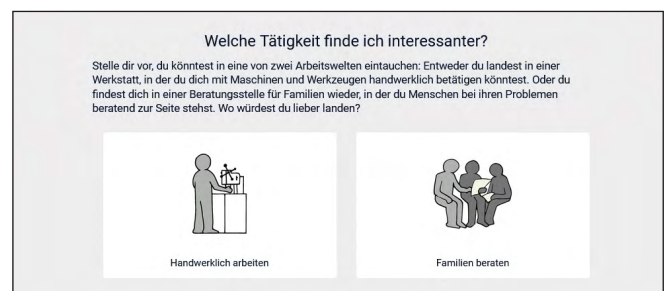 Welche Tätigkeit finde ich interessanter?
Stelle dir vor, du könntest in eine von zwei Arbeitswelten eintauchen: Entweder du landest in einer
Werkstatt, in der du dich mit Maschinen und Werkzeugen handwerklich betätigen könntest. Oder du
findest dich in einer Beratungsstelle für Familien wieder, in der du Menschen bei ihren Problemen
beratend zur Seite stehst. Wo würdest du lieber landen?
Handwerklich arbeiten
Familien beraten